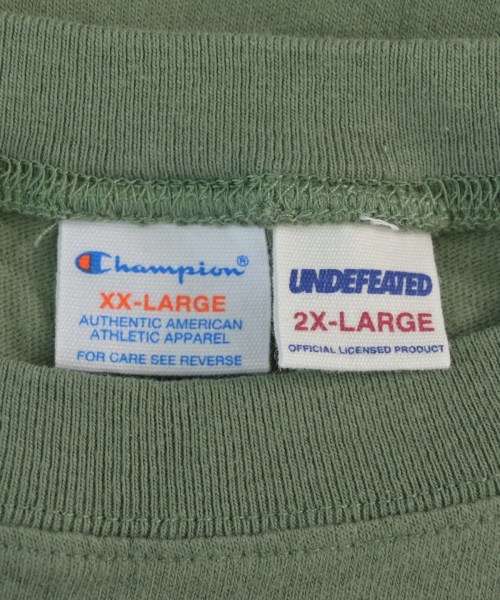 Champion®
XX-LARGE
AUTHENTIC AMERICAN
ATHLETIC APPAREL
FOR CARE SEE REVERSE
UNDEFEATED
2X-LARGE
OFFICIAL LICENSED PRODUCT